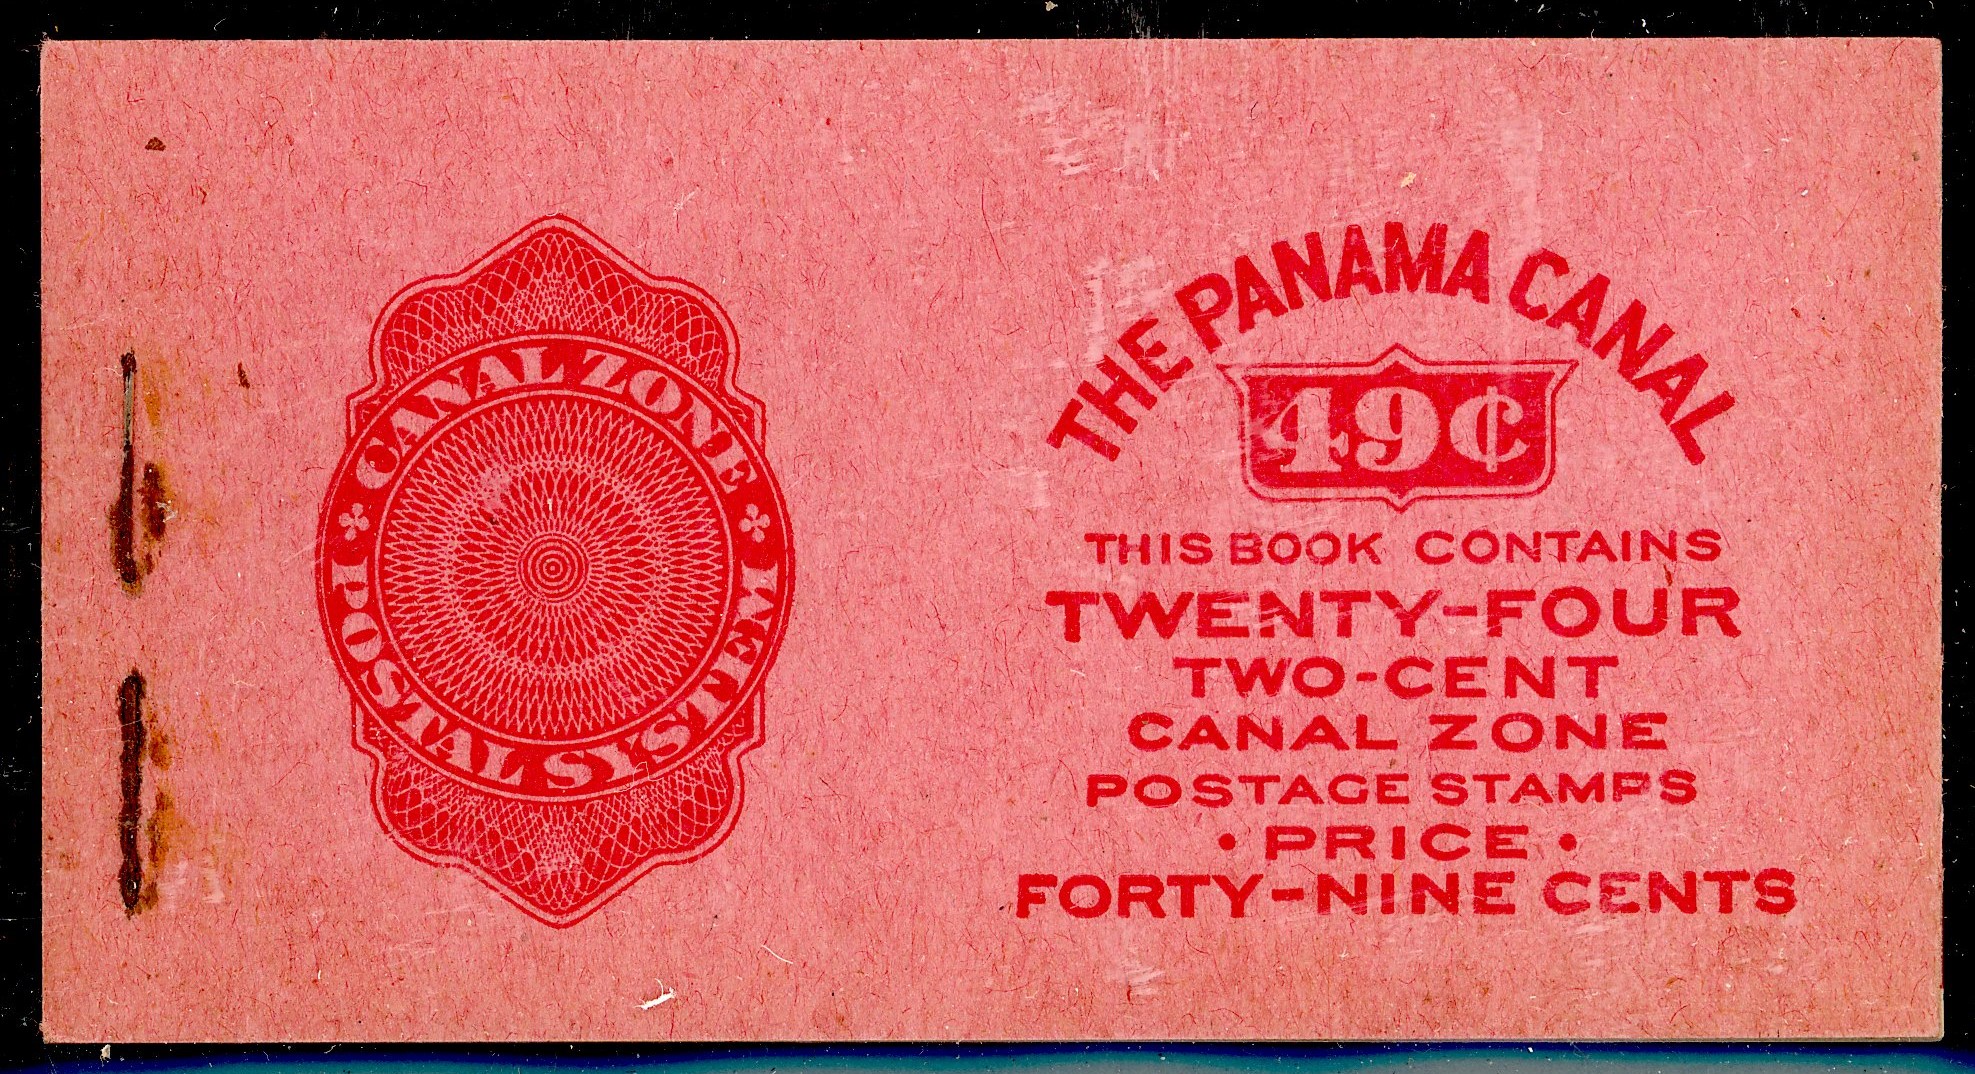 CANAL ZONE
POSTAL SYSTEM
THE PANAMA CANAL
49¢
THIS BOOK CONTAINS
TWENTY-FOUR
TWO-CENT
CANAL ZONE
POSTAGE STAMPS
• PRICE •
FORTY-NINE CENTS